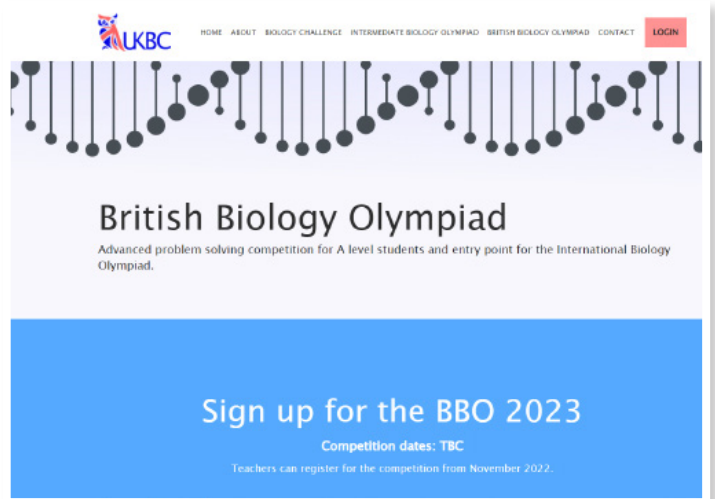 UKBC
HOME ABOUT BIOLOGY CHALLENGE INTERMEDIATE BIOLOGY OLYMPIAD BRITISH BIOLOGY OLYMPIAD CONTACT LOGIN
British Biology Olympiad
Advanced problem solving competition for A level students and entry point for the International Biology
Olympiad.
Sign up for the BBO 2023
Competition dates: TBC
Teachers can register for the competition from November 2022.